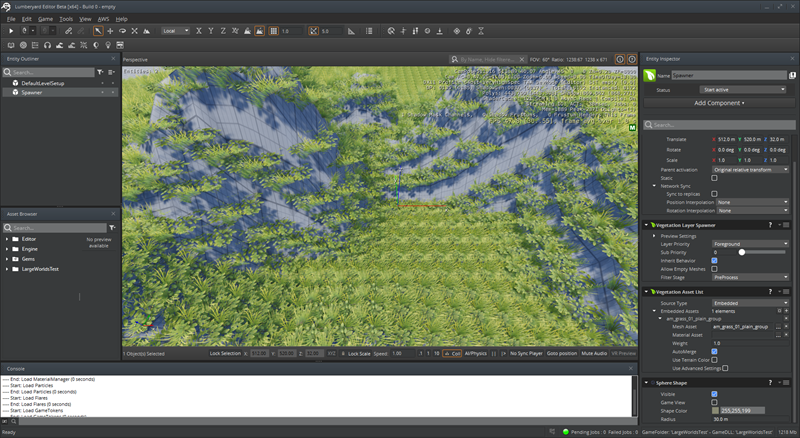 Lumberyard Editor Beta [x64] - Build 0 - empty
File Edit Game Tools View AWS Help
Local 1.0 5.0
Entity Outliner
Search...
DefaultLevelSetup
Spawner
Asset Browser
Search...
Editor
Engine
Gems
LargeWorldsTest
No preview available
Perspective
By Name, Hide Filters...
FOV: 60° Ratio: 1238:67 1238 x 671
1 Object(s) Selected Lock Selection X 512.00 Y 520.00 Z 32.00 Lock Scale Speed 1.00 .1 1 10 Coll AI/Physics No Sync Player Goto position Mute Audio VR Preview
Console
---- End: Load MaterialManager (0 seconds)
---- Start: Load Particles
---- End: Load Particles (0 seconds)
---- Start: Load Flares
---- End: Load Flares (0 seconds)
---- Start: Load GameTokens
Search...
Entity Inspector
Name Spawner
Status Start active
Add Component
Search...
Translate X 512.0 m Y 520.0 m Z 32.0 m
Rotate X 0.0 deg Y 0.0 deg Z 0.0 deg
Scale X 1.0 Y 1.0 Z 1.0
Parent activation Original relative transform
Static
Network Sync
Sync to replicas
Position Interpolation None
Rotation Interpolation None
Vegetation Layer Spawner
Preview Settings
Layer Priority Foreground
Sub Priority 0
Inherit Behavior
Allow Empty Meshes
Filter Stage PreProcess
Vegetation Asset List
Source Type Embedded
Embedded Assets 1 elements
am_grass_01_plain_group
Mesh Asset am_grass_01_plain_group ...
Material Asset ...
Weight 1.0
AutoMerge
Use Terrain Color
Use Advanced Settings
Sphere Shape
Visible
Game View
Shape Color 255,255,199
Radius 30.0 m
Ready
Pending Jobs : 0 Failed Jobs : 0 GameFolder: 'LargeWorldsTest' - GameDLL: 'LargeWorldsTest' 1218 Mb